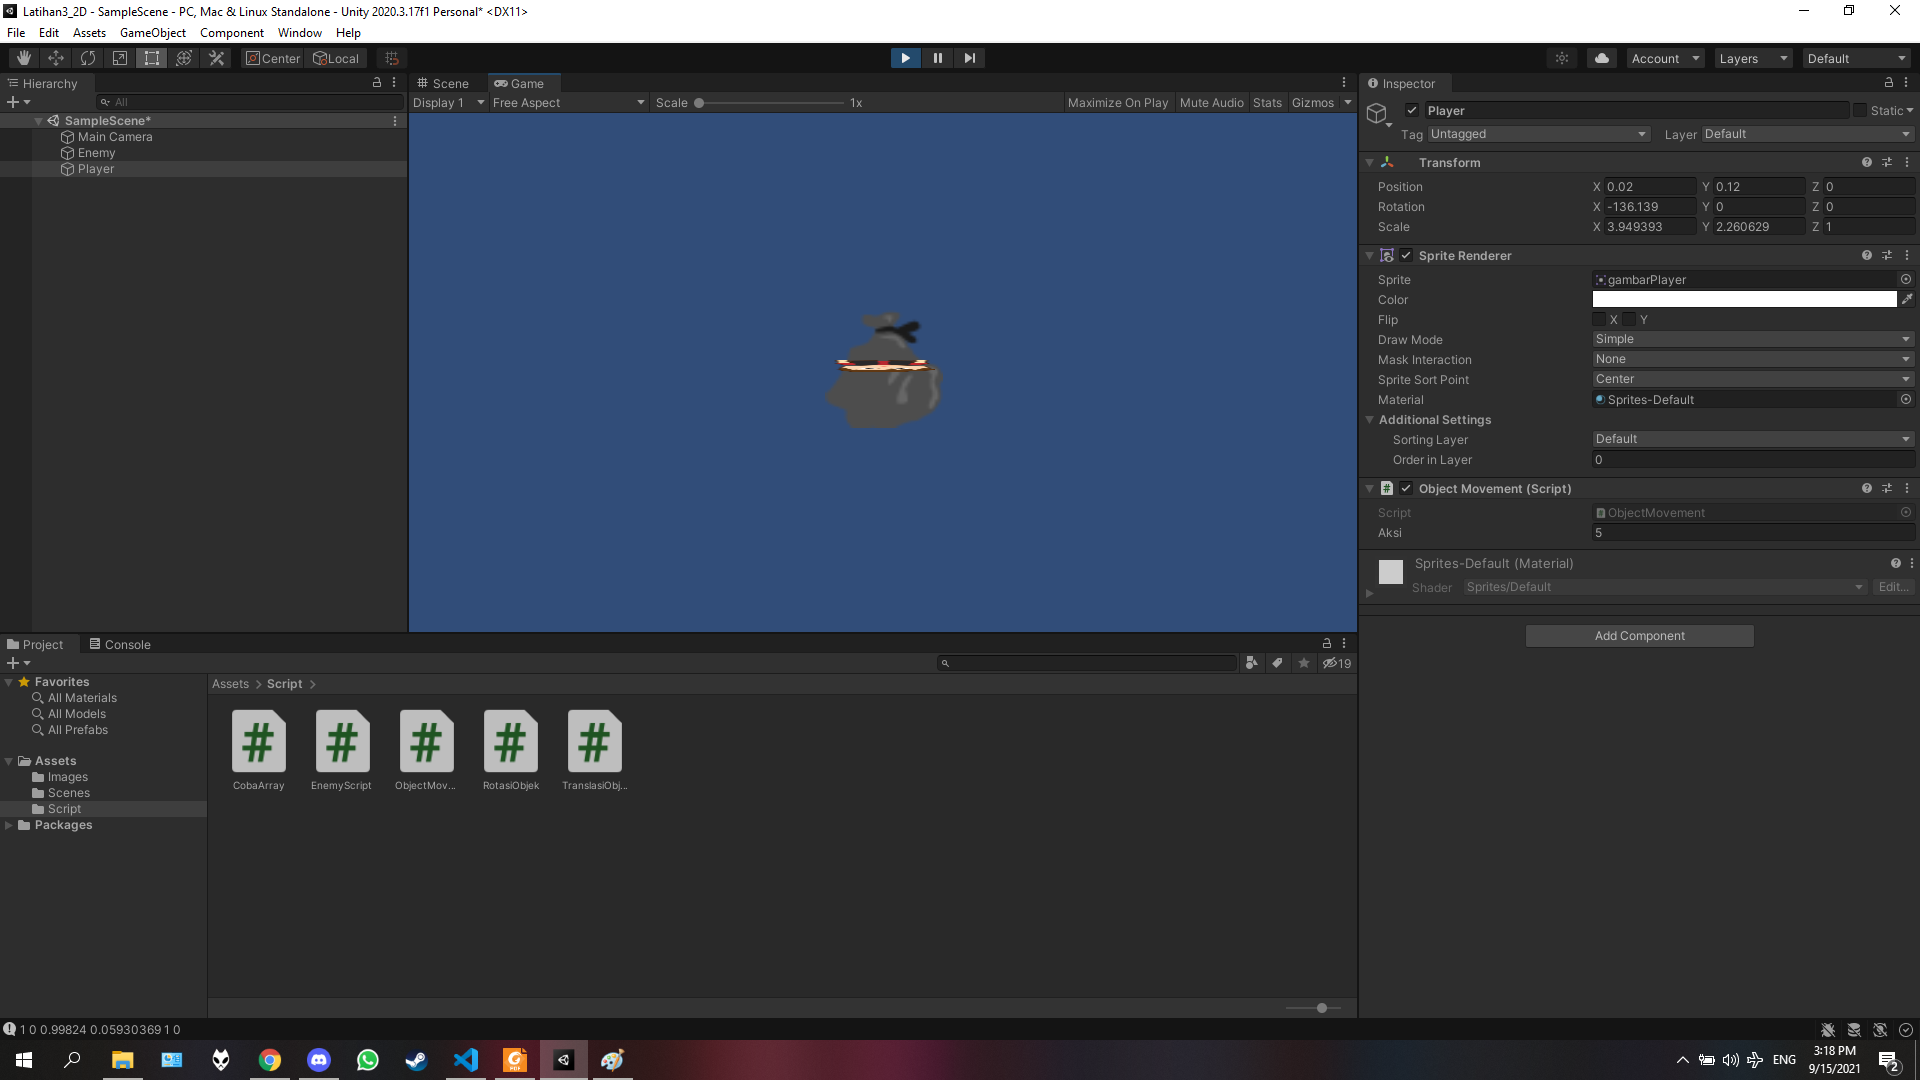 Latihan3_2D - SampleScene - PC, Mac & Linux Standalone - Unity 2020.3.17f1 Personal* <DX11>
File Edit Assets GameObject Component Window Help
Center Local Account Layers Default
Hierarchy
All
SampleScene*
Main Camera
Enemy
Player
Scene Game
Display 1 Free Aspect Scale 1x Maximize On Play Mute Audio Stats Gizmos
Inspector
Player Static
Tag Untagged Layer Default
Transform
Position X 0.02 Y 0.12 Z 0
Rotation X -136.139 Y 0 Z 0
Scale X 3.949393 Y 2.260629 Z 1
Sprite Renderer
Sprite gambarPlayer
Color
Flip X Y
Draw Mode Simple
Mask Interaction None
Sprite Sort Point Center
Material Sprites-Default
Additional Settings
Sorting Layer Default
Order in Layer 0
# Object Movement (Script)
Script ObjectMovement
Aksi 5
Sprites-Default (Material)
Shader Sprites/Default Edit...
Add Component
Project Console
19
Favorites
All Materials
All Models
All Prefabs
Assets
Images
Scenes
Script
Packages
Assets > Script >
# # # # #
CobaArray EnemyScript ObjectMov... RotasiObjek TranslasiObj...
1 0 0.99824 0.05930369 1 0
ENG
3:18 PM
9/15/2021
2